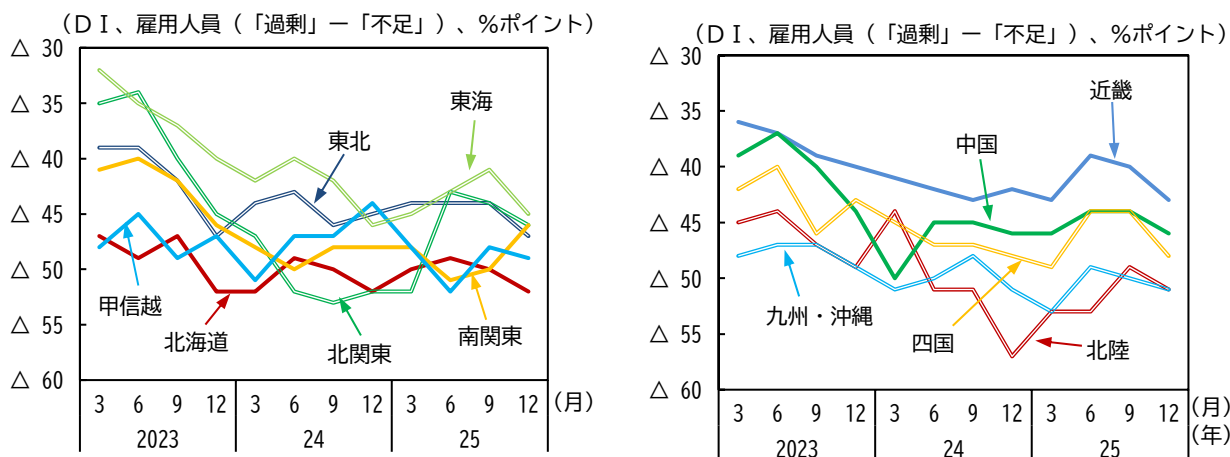 (DI、雇用人員(「過剰」-「不足」)、%ポイント)
△ 30
△ 35
△ 40
△ 45
△ 50
△ 55
△ 60
東海
東北
甲信越
北海道
北関東
南関東
3 6 9 12 3 6 9 12 3 6 9 12 (月)
2023 24 25
(DI、雇用人員(「過剰」-「不足」)、%ポイント)
△ 30
△ 35
△ 40
△ 45
△ 50
△ 55
△ 60
近畿
中国
九州・沖縄
四国
北陸
3 6 9 12 3 6 9 12 3 6 9 12 (月)
2023 24 25 (年)